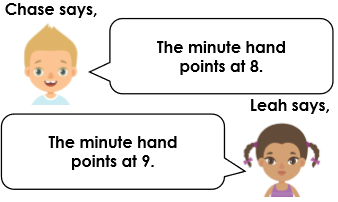 Chase says,
The minute hand
points at 8.
Leah says,
The minute hand
points at 9.